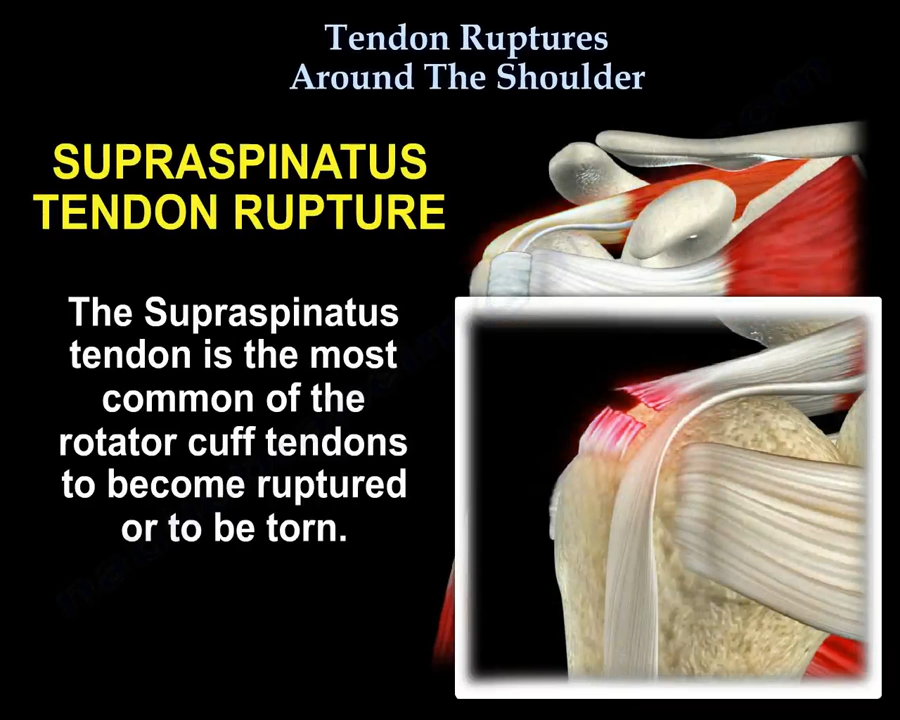 Tendon Ruptures
Around The Shoulder
SUPRASPINATUS
TENDON RUPTURE
The Supraspinatus
tendon is the most
common of the
rotator cuff tendons
to become ruptured
or to be torn.